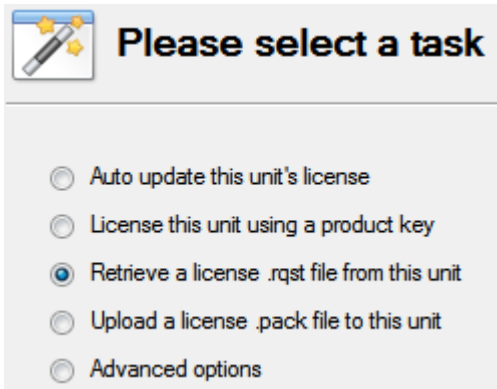 Please select a task
Auto update this unit's license
License this unit using a product key
Retrieve a license .rqst file from this unit
Upload a license .pack file to this unit
Advanced options